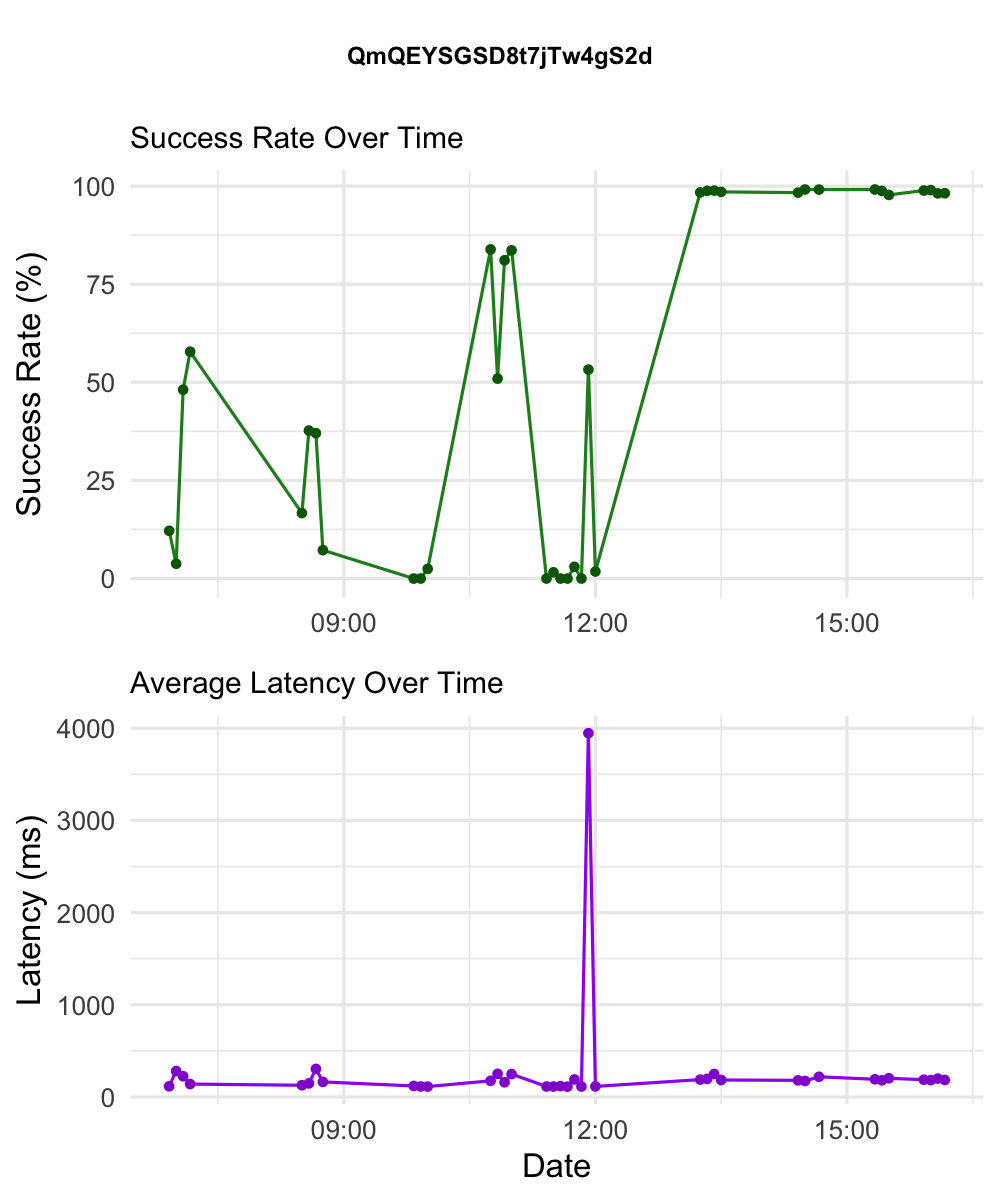 QmQEYSGSD8t7jTw4gS2d
Success Rate Over Time
Success Rate (%)
100
75
50
25
0
09:00 12:00 15:00
Average Latency Over Time
Latency (ms)
4000
3000
2000
1000
0
09:00 12:00 15:00
Date